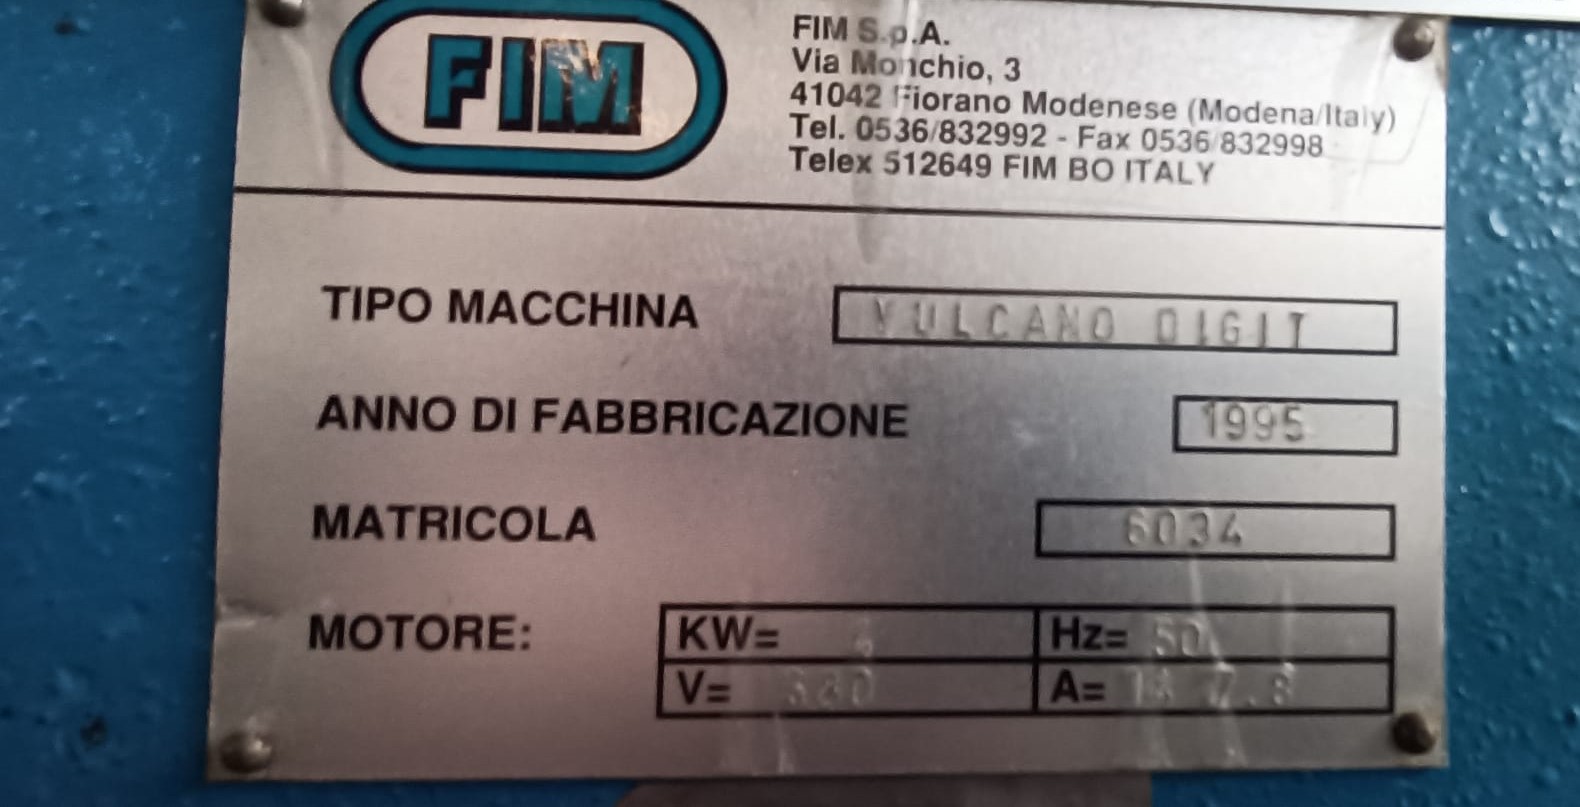 FIM
FIM S.p.A.
Via Monchio, 3
41042 Fiorano Modenese (Modena/Italy)
Tel. 0536/832992 - Fax 0536/832998
Telex 512649 FIM BO ITALY
TIPO MACCHINA VULCANO DIGIT
ANNO DI FABBRICAZIONE 1995
MATRICOLA 6034
MOTORE: KW= Hz= 50
V= A=